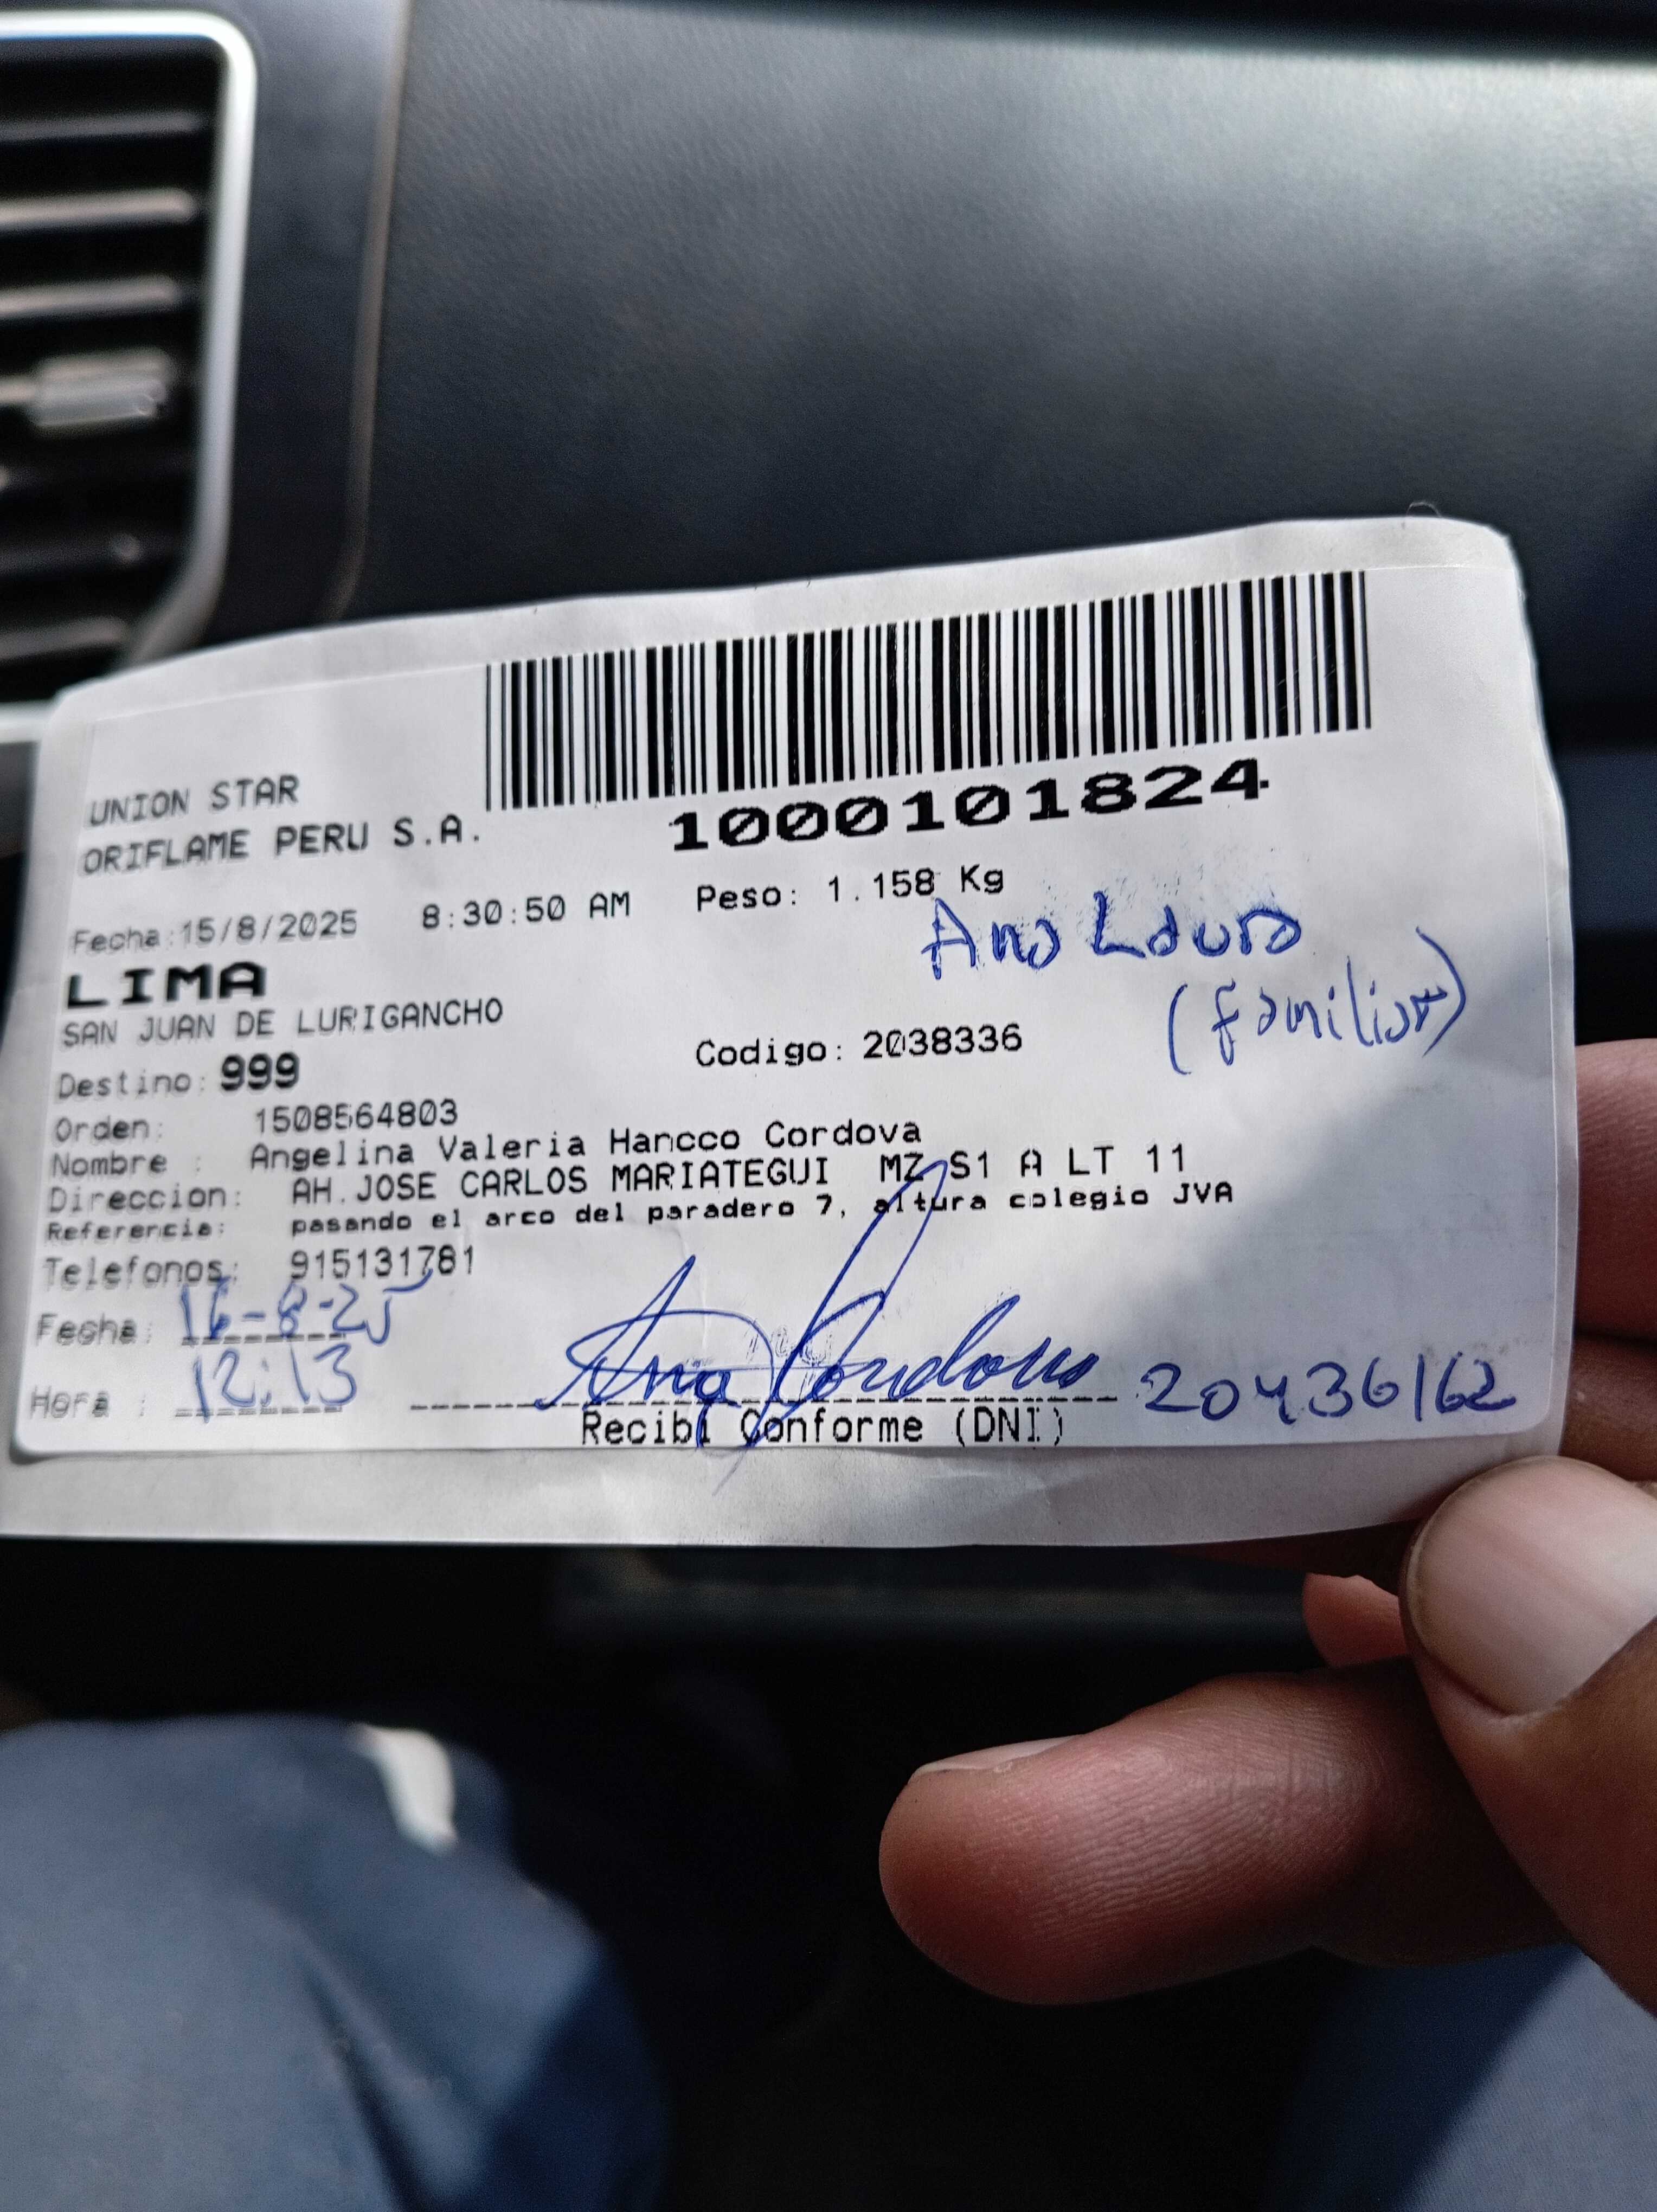 UNION STAR
ORIFLAME PERU S.A.
1000101824
Fecha:15/8/2025 8:30:50 AM Peso: 1.158 Kg
Ana Laura
LIMA
(familiar)
SAN JUAN DE LURIGANCHO
Codigo: 2038336
Destino: 999
Orden: 1508564803
Nombre : Angelina Valeria Hancco Cordova
Direccion: AH.JOSE CARLOS MARIATEGUI MZ S1 A LT 11
Referencia: pasando el arco del paradero 7, altura colegio JVA
Telefonos: 915131781
Fecha: 16-8-25
Hora : 12:13
Ana Cordova 20436162
Recibi Conforme (DNI)